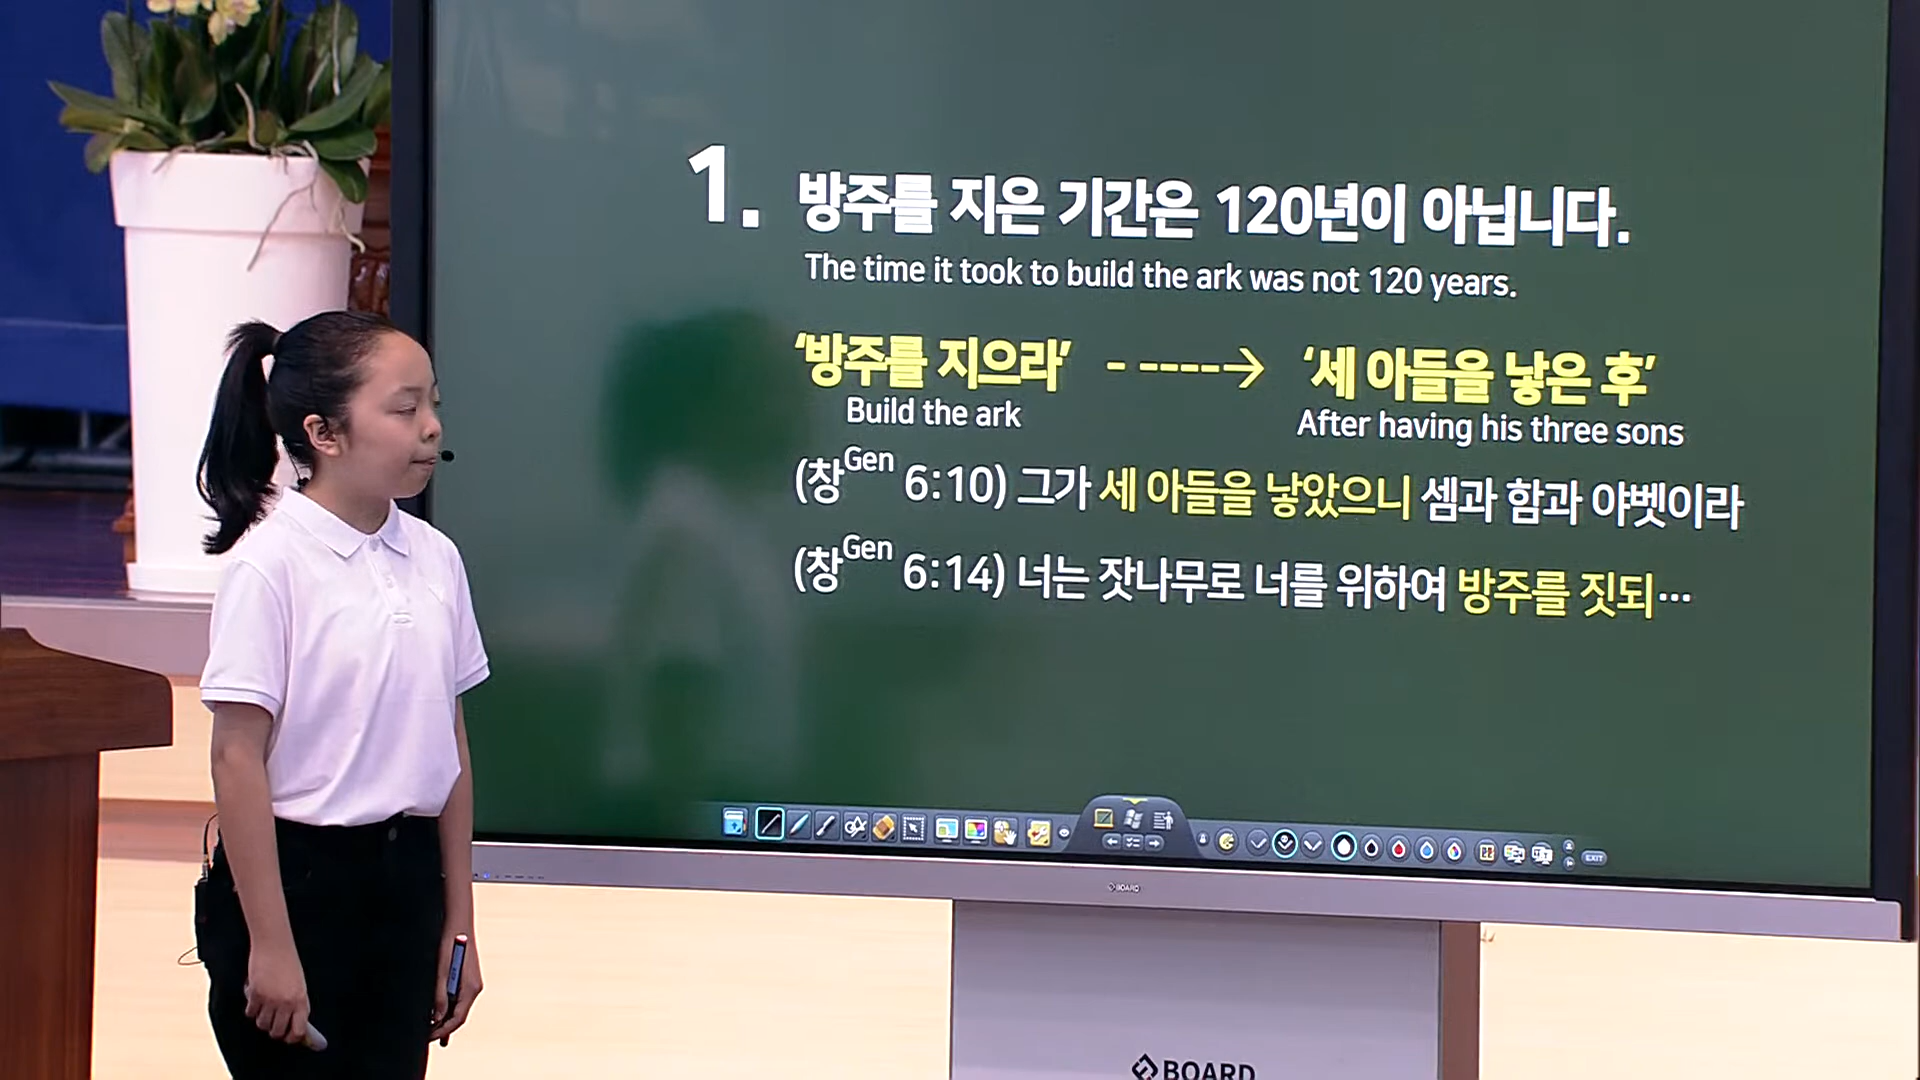 1. 방주를 지은 기간은 120년이 아닙니다.
The time it took to build the ark was not 120 years.
‘방주를 지으라’ - ----→ ‘세 아들을 낳은 후’
Build the ark After having his three sons
(창Gen 6:10) 그가 세 아들을 낳았으니 셈과 함과 야벳이라
(창Gen 6:14) 너는 잣나무로 너를 위하여 방주를 짓되…
EXIT
BOARD
BOARD